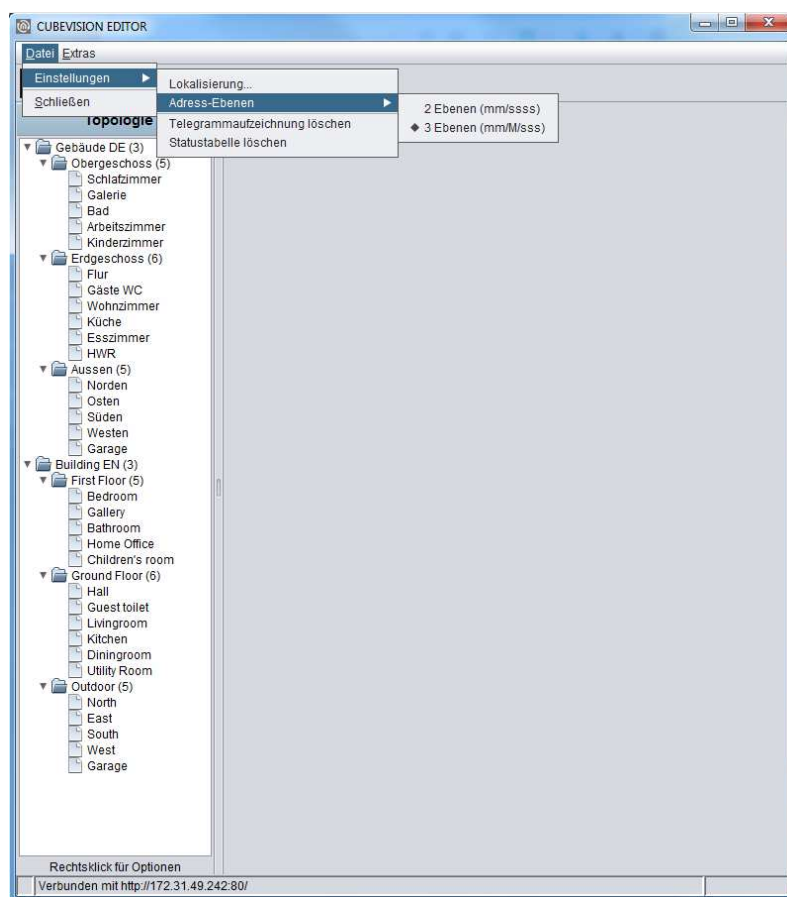 CUBEVISION EDITOR
Datei Extras
Einstellungen
Schließen
Lokalisierung...
Adress-Ebenen
Telegrammaufzeichnung löschen
Statustabelle löschen
2 Ebenen (mm/ssss)
3 Ebenen (mm/M/sss)
Topologie
Gebäude DE (3)
Obergeschoss (5)
Schlafzimmer
Galerie
Bad
Arbeitszimmer
Kinderzimmer
Erdgeschoss (6)
Flur
Gäste WC
Wohnzimmer
Küche
Esszimmer
HWR
Aussen (5)
Norden
Osten
Süden
Westen
Garage
Building EN (3)
First Floor (5)
Bedroom
Gallery
Bathroom
Home Office
Children's room
Ground Floor (6)
Hall
Guest toilet
Livingroom
Kitchen
Diningroom
Utility Room
Outdoor (5)
North
East
South
West
Garage
Rechtsklick für Optionen
Verbunden mit http://172.31.49.242:80/